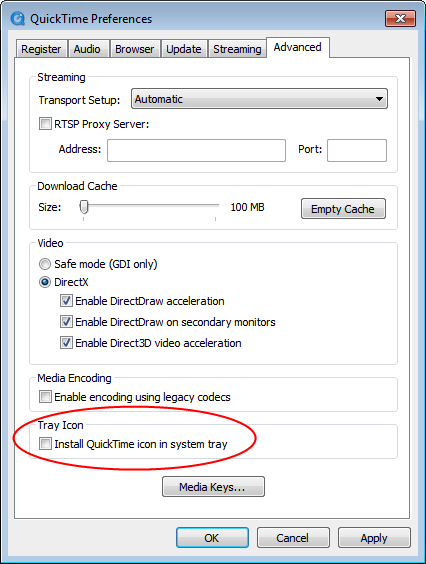 QuickTime Preferences
Register Audio Browser Update Streaming Advanced
Streaming
Transport Setup: Automatic
RTSP Proxy Server:
Address: Port:
Download Cache
Size: 100 MB Empty Cache
Video
Safe mode (GDI only)
DirectX
Enable DirectDraw acceleration
Enable DirectDraw on secondary monitors
Enable Direct3D video acceleration
Media Encoding
Enable encoding using legacy codecs
Tray Icon
Install QuickTime icon in system tray
Media Keys...
OK Cancel Apply